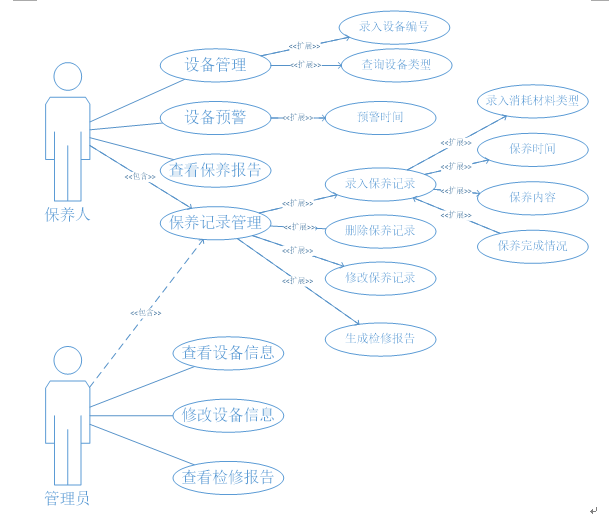 录入设备编号
<<扩展>>
设备管理
<<扩展>>
查询设备类型
录入消耗材料类型
设备预警
<<扩展>>
预警时间
<<扩展>>
保养时间
查看保养报告
<<扩展>>
<<包含>>
录入保养记录
<<扩展>>
保养内容
保养人
<<扩展>>
<<扩展>>
保养记录管理
<<扩展>>
删除保养记录
保养完成情况
<<扩展>>
修改保养记录
<<扩展>>
<<包含>>
生成检修报告
查看设备信息
修改设备信息
查看检修报告
管理员